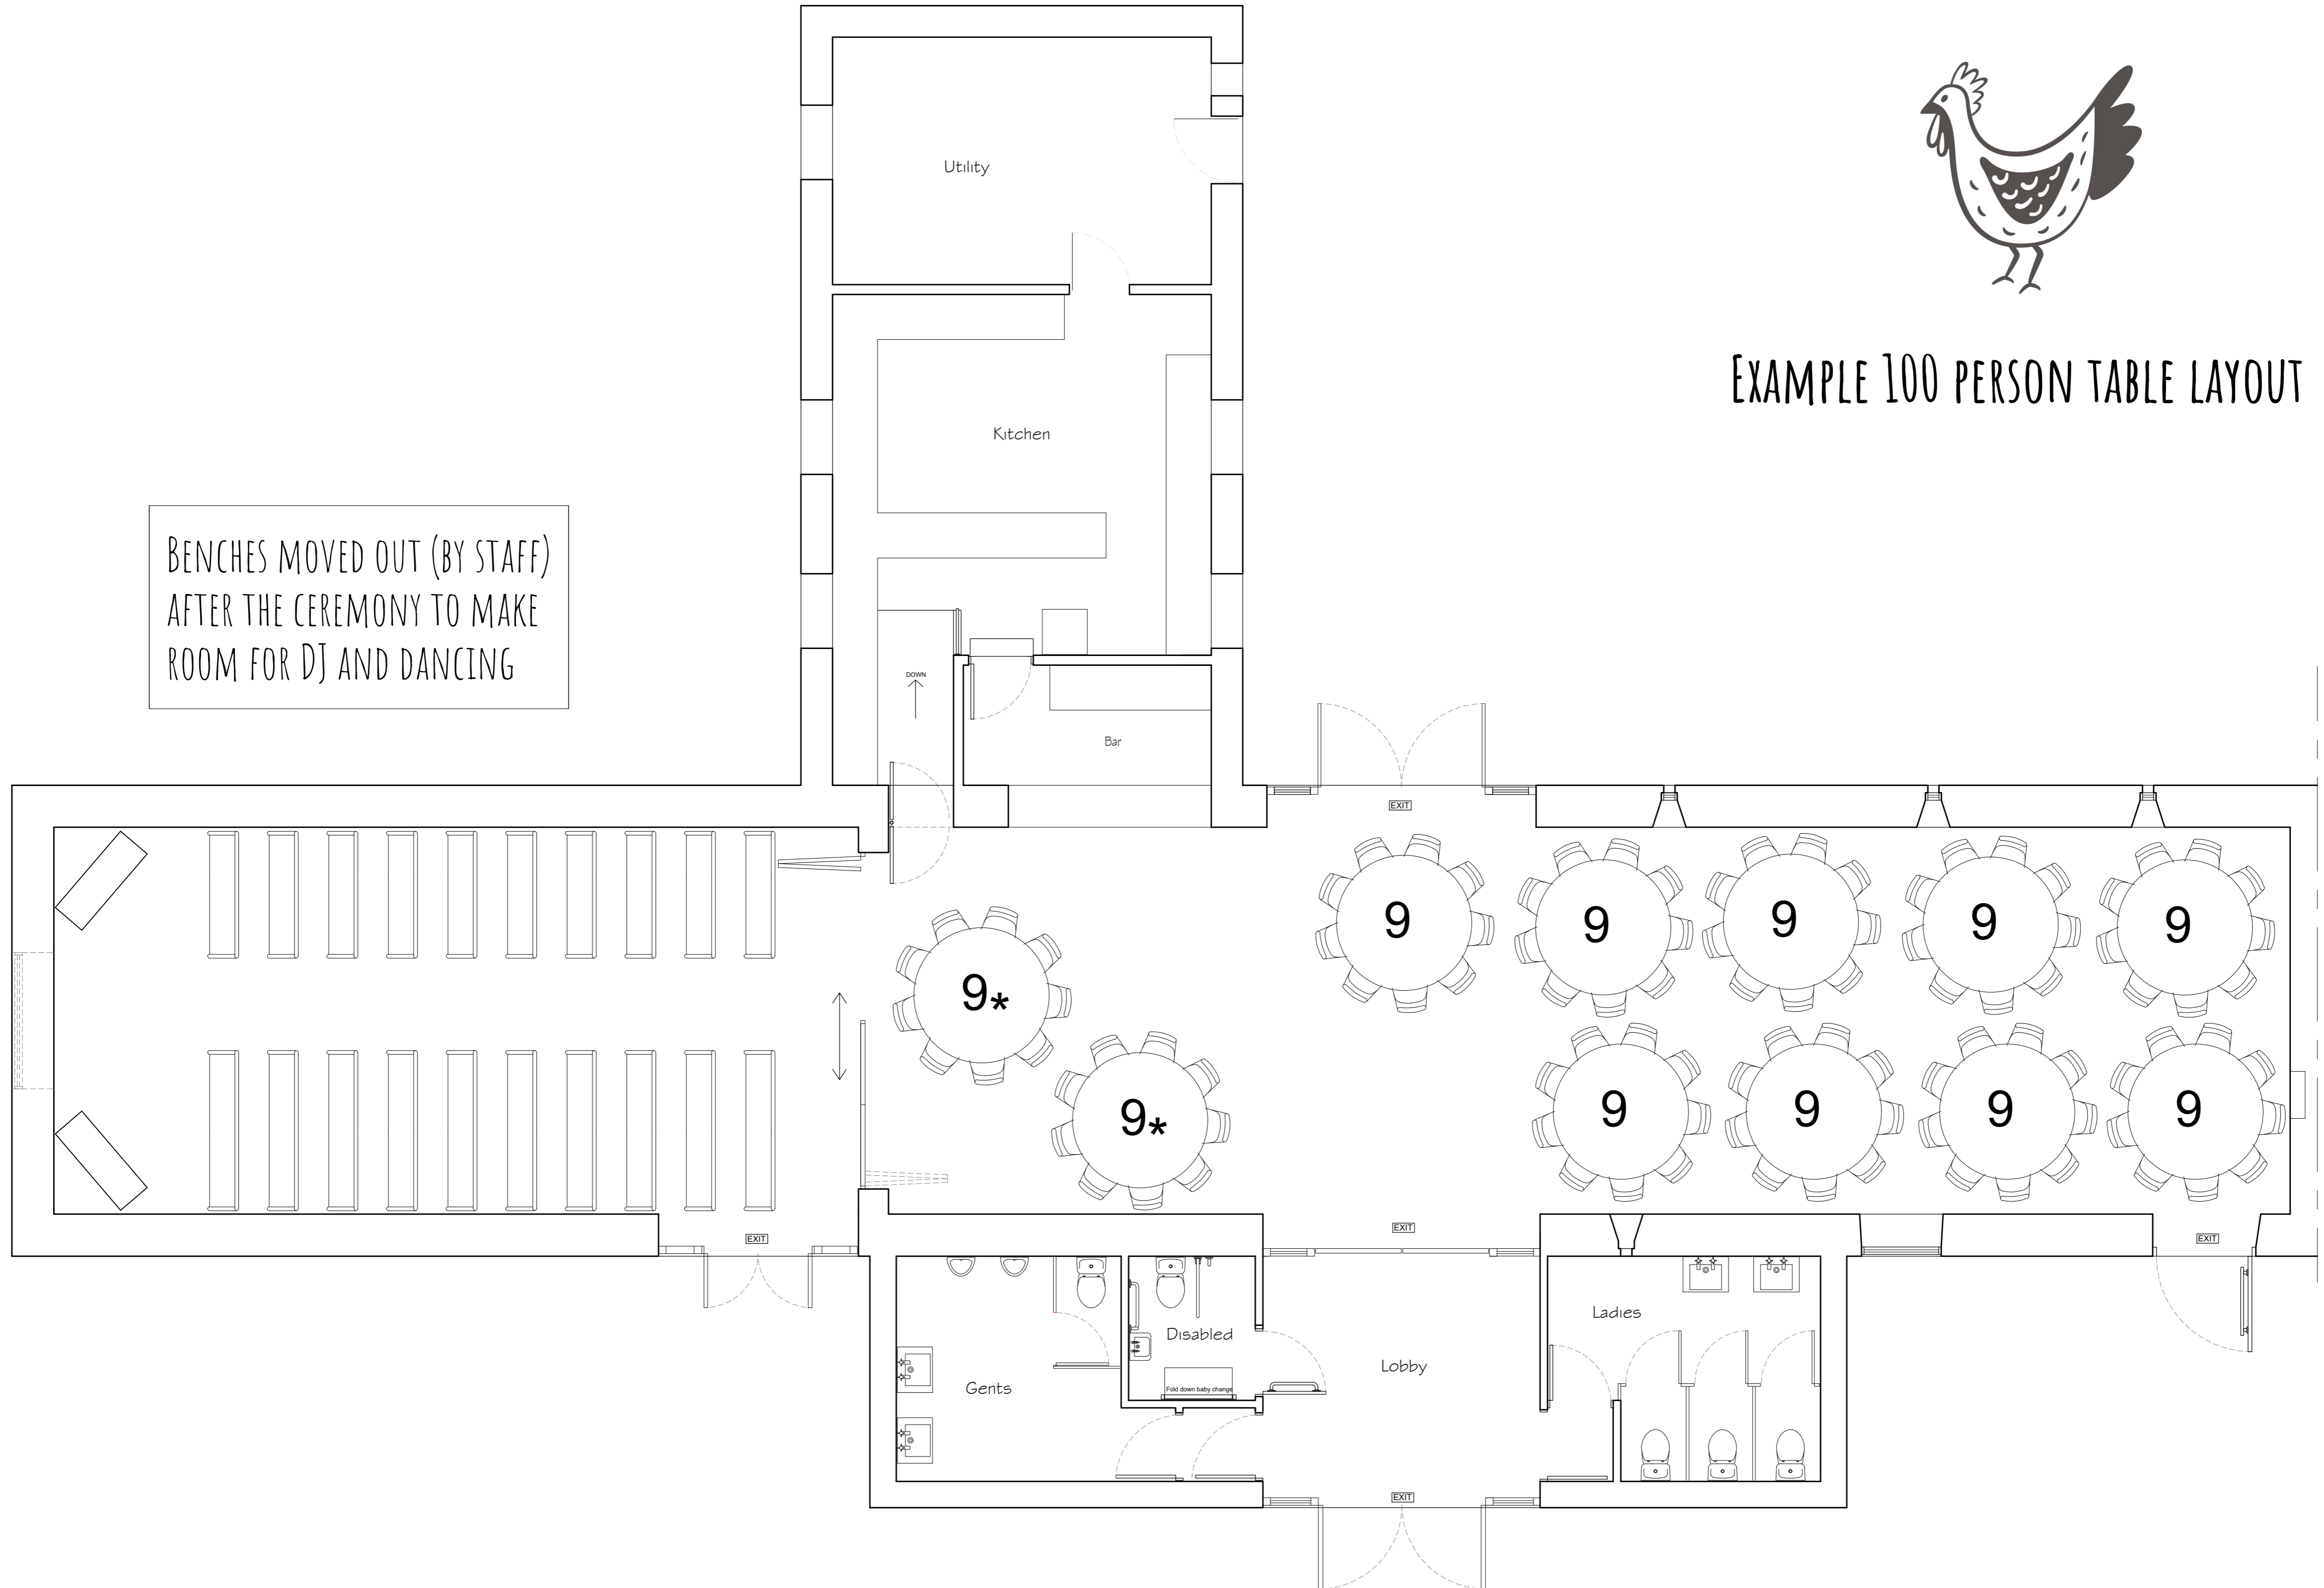 Utility
EXAMPLE 100 PERSON TABLE LAYOUT
Kitchen
BENCHES MOVED OUT (BY STAFF)
AFTER THE CEREMONY TO MAKE
ROOM FOR DJ AND DANCING
DOWN
Bar
EXIT
9
9
9
9
9
9*
9*
9
9
9
9
EXIT
EXIT
EXIT
Ladies
Disabled
Lobby
Gents
Fold down baby change
EXIT